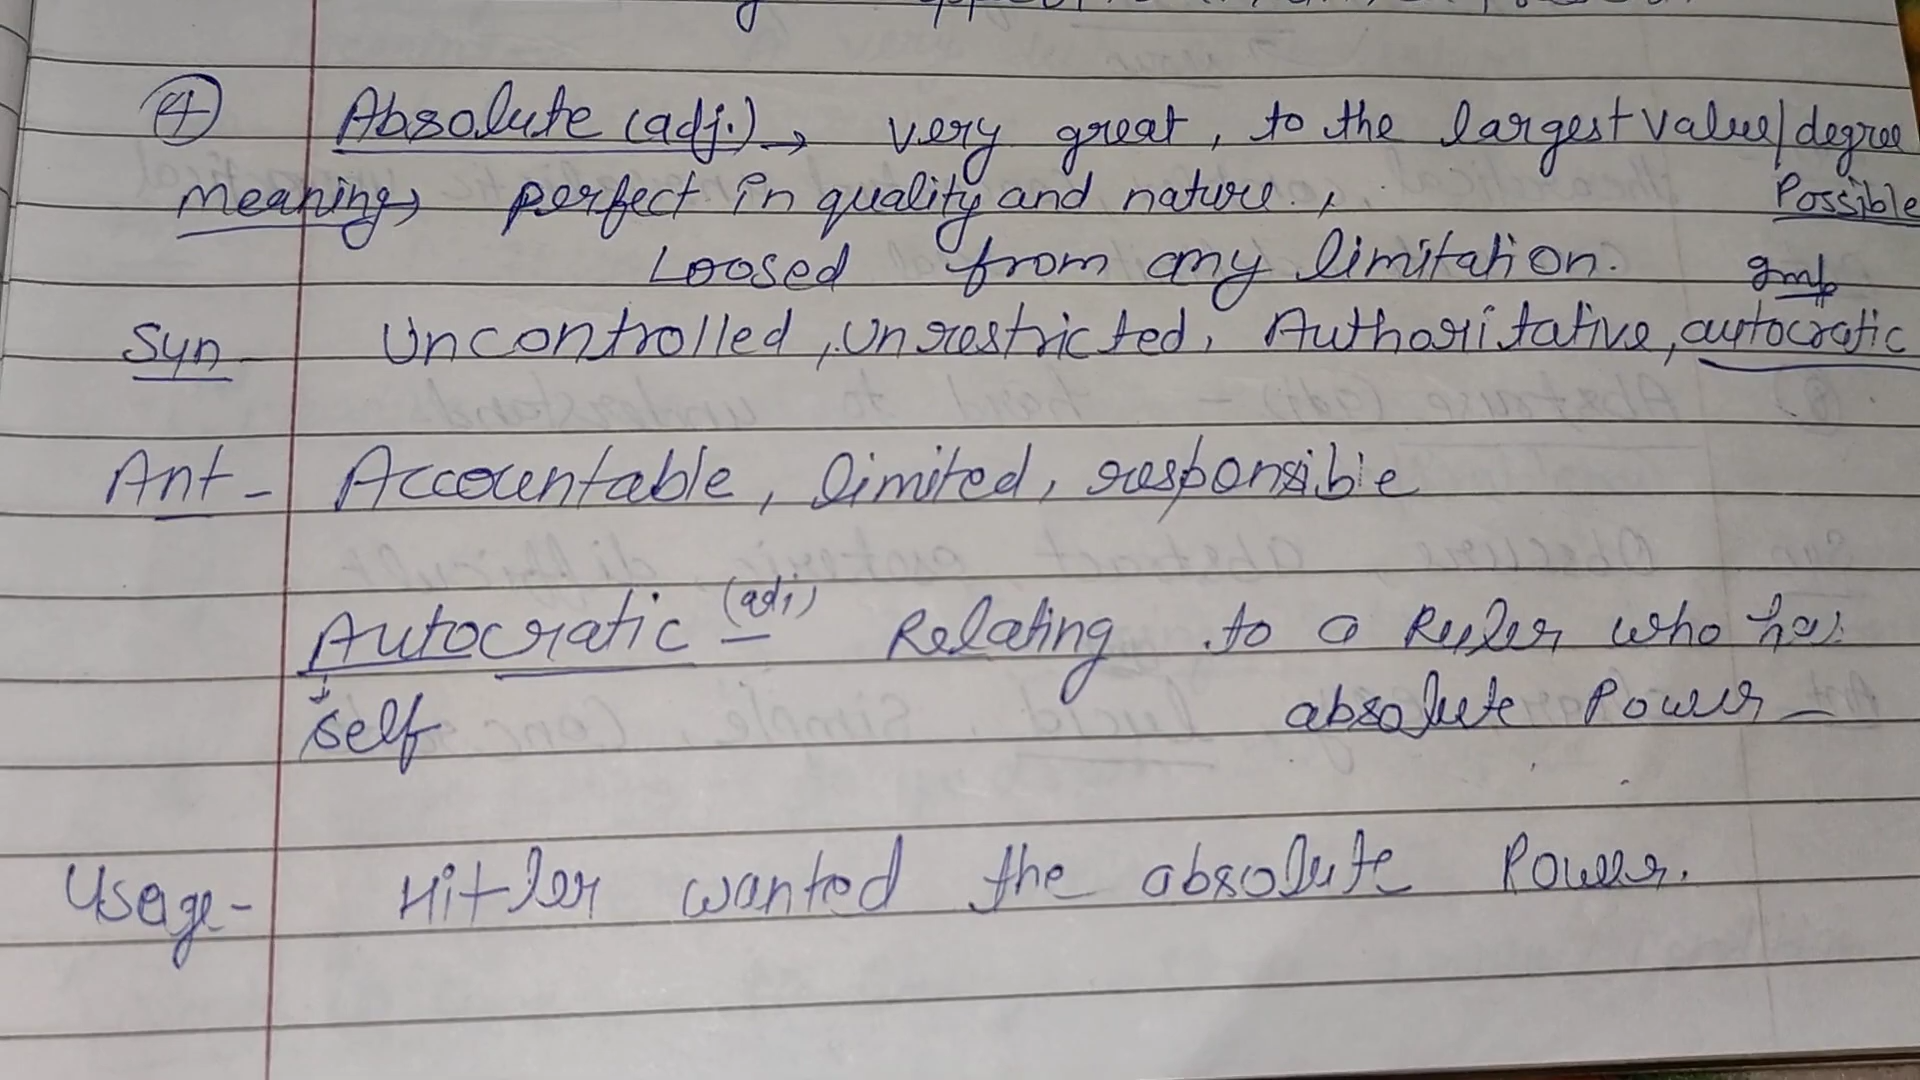 ④ Absolute (adj.) → very great, to the largest value/degree
meaning→ perfect in quality and nature, Possible
Loosed from any limitation. Imp
Syn - Uncontrolled, Unrestricted, Authoritative, autocratic
Ant - Accountable, limited, responsible
Autocratic (adj) - Relating to a Ruler who has
self absolute Power -
Usage - Hitler wanted the absolute Power.